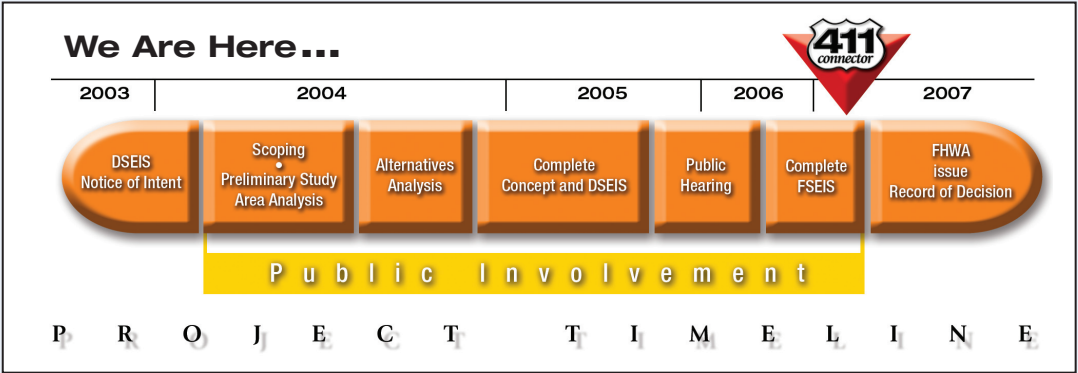 We Are Here...
411
connector
2003 2004 2005 2006 2007
DSEIS
Notice of Intent
Scoping
•
Preliminary Study
Area Analysis
Alternatives
Analysis
Complete
Concept and DSEIS
Public
Hearing
Complete
FSEIS
FHWA
issue
Record of Decision
Public Involvement
PROJECT TIMELINE